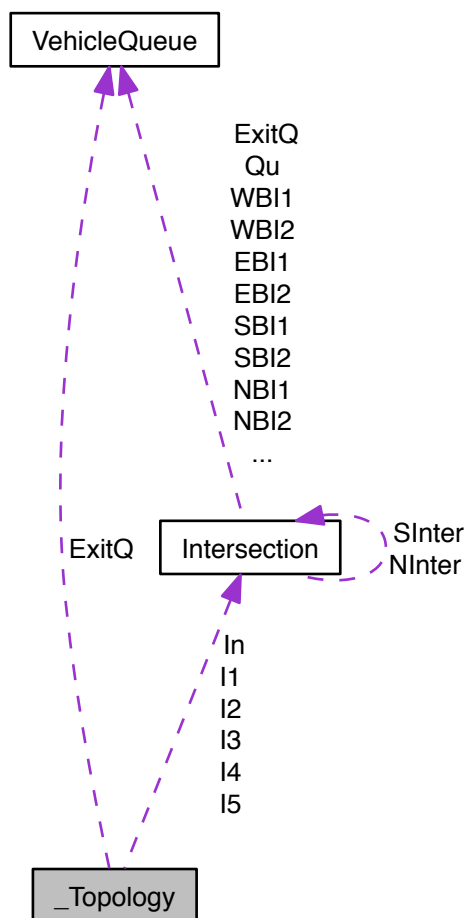 VehicleQueue
ExitQ
Qu
WBI1
WBI2
EBI1
EBI2
SBI1
SBI2
NBI1
NBI2
...
ExitQ
Intersection
SInter
NInter
In
I1
I2
I3
I4
I5
_Topology